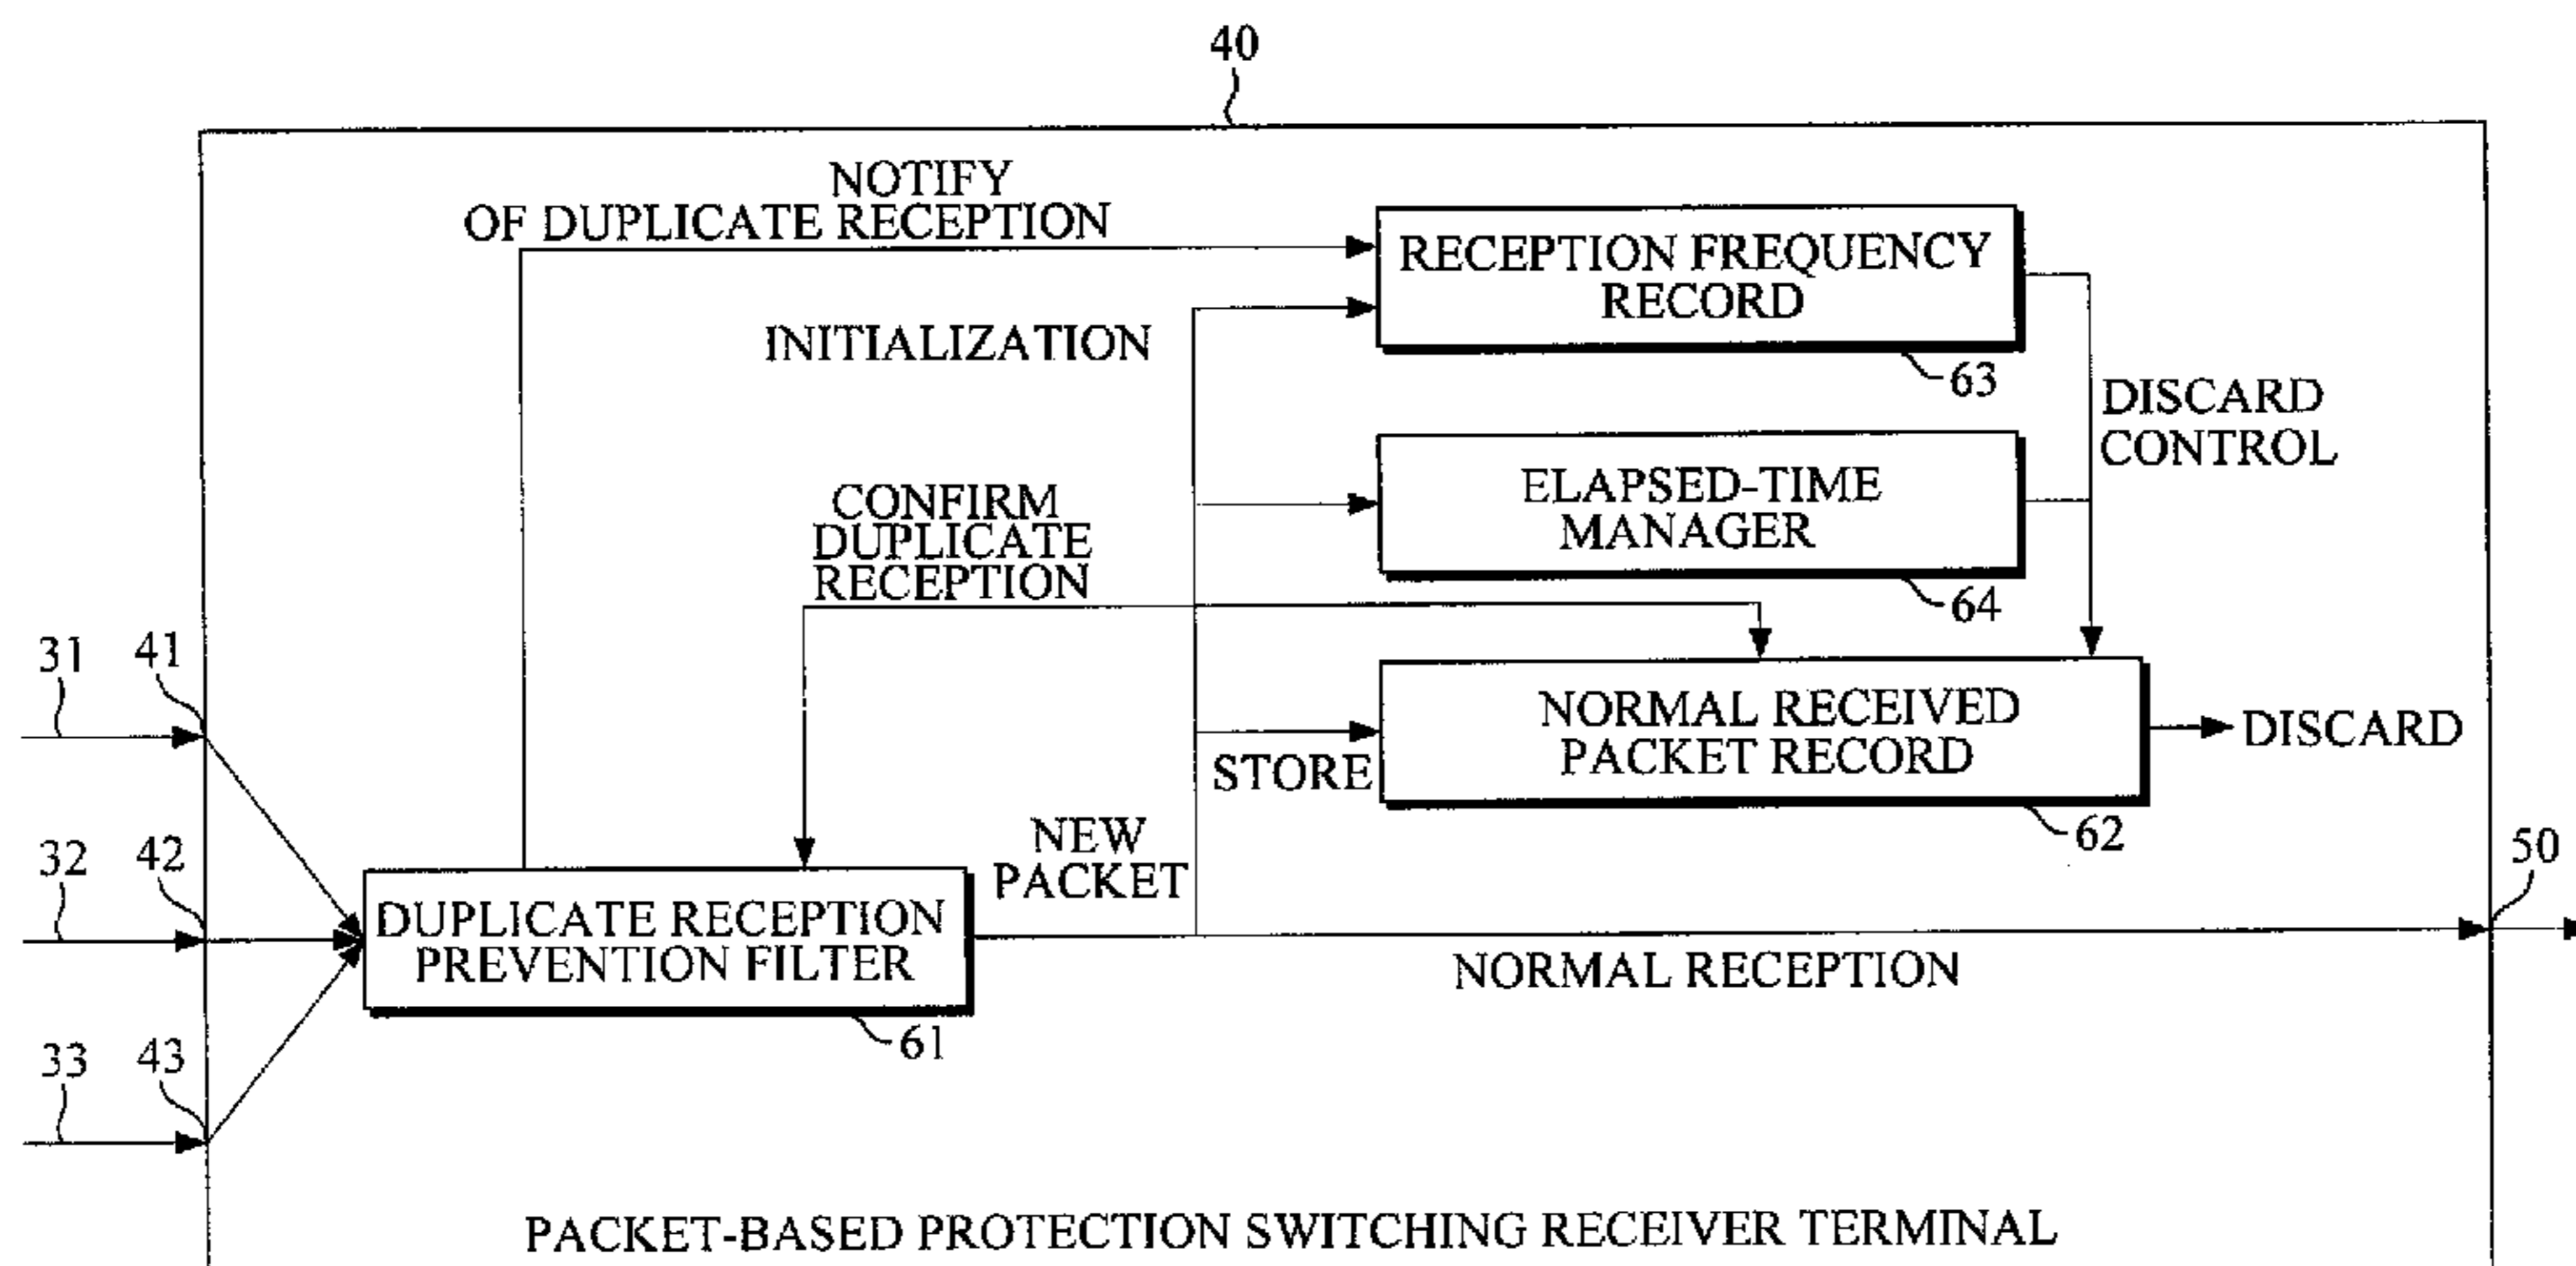 40
NOTIFY
OF DUPLICATE RECEPTION
RECEPTION FREQUENCY
RECORD
INITIALIZATION
63
DISCARD
CONTROL
ELAPSED-TIME
MANAGER
CONFIRM
DUPLICATE
RECEPTION
64
31
41
NORMAL RECEIVED
PACKET RECORD
DISCARD
STORE
62
NEW
PACKET
32
42
50
DUPLICATE RECEPTION
PREVENTION FILTER
NORMAL RECEPTION
61
33
43
PACKET-BASED PROTECTION SWITCHING RECEIVER TERMINAL